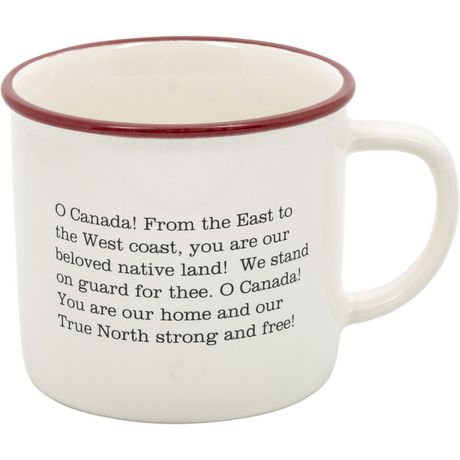 O Canada! From the East to
the West coast, you are our
beloved native land!  We stand
on guard for thee. O Canada!
You are our home and our
True North strong and free!